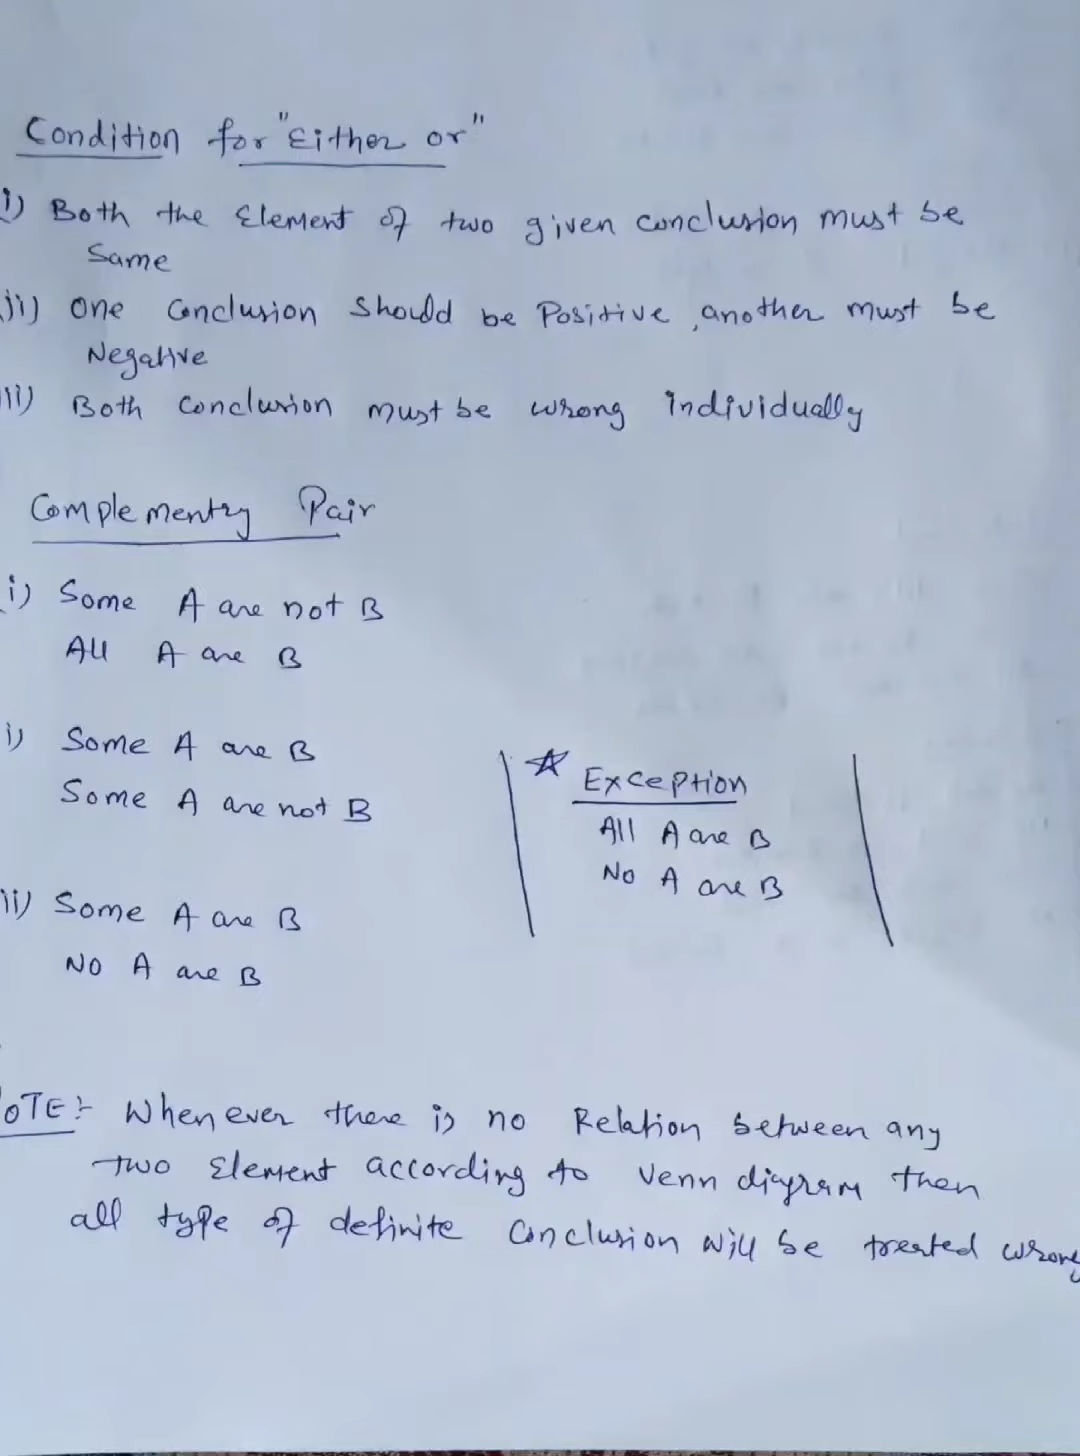 Condition for "Either or"
i) Both the Element of two given conclusion must be
Same
ii) One Conclusion Should be Positive, another must be
Negative
iii) Both Conclusion must be wrong individually
Complementry Pair
i) Some A are not B
All A are B
i) Some A are B
Some A are not B
☆ Exception
All A are B
No A are B
ii) Some A are B
No A are B
NOTE:- Whenever there is no Relation between any
two Element according to Venn diagram then
all type of definite Conclusion will be treated wrong